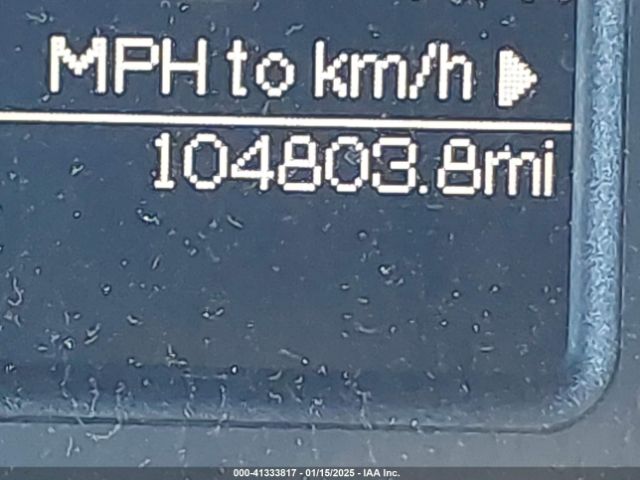 MPH to km/h ▶
104803.8mi
000-41333817 - 01/15/2025 - IAA Inc.